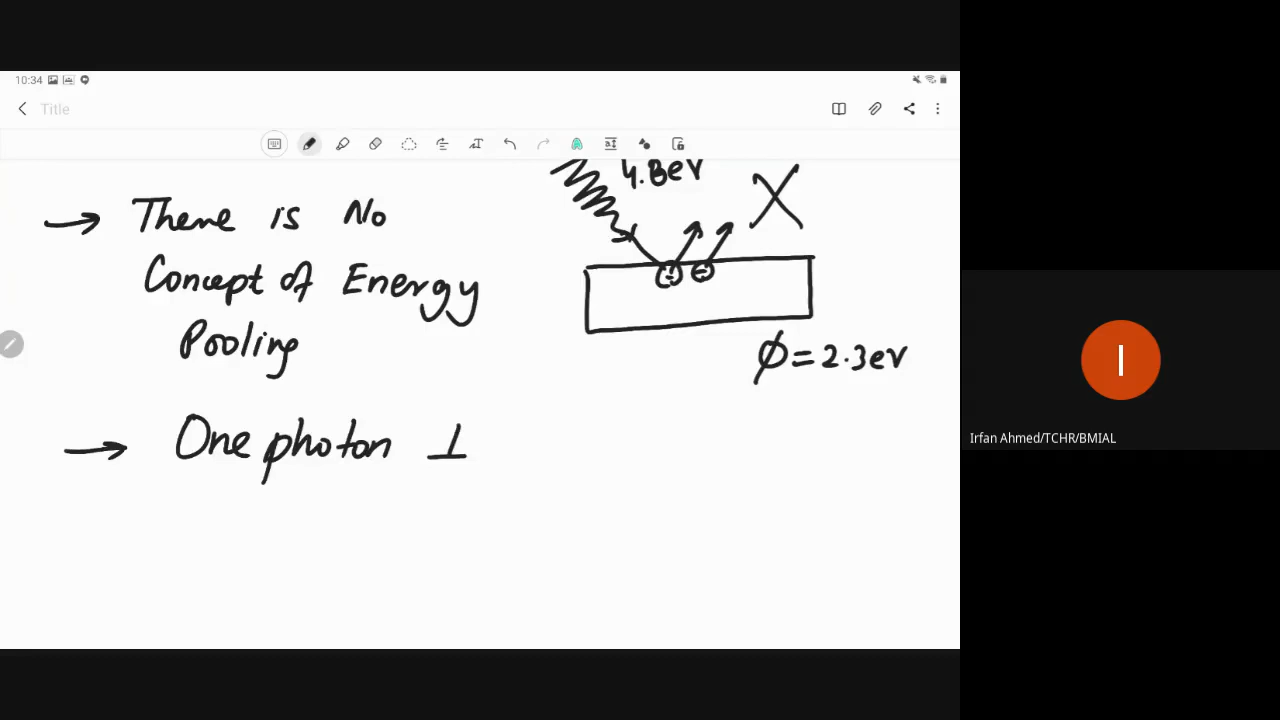 10:34
Title
4.8ev
→ There is No
Concept of Energy
Pooling
X
ϕ = 2.3ev
→ One photon ⊥
I
Irfan Ahmed/TCHR/BMIAL